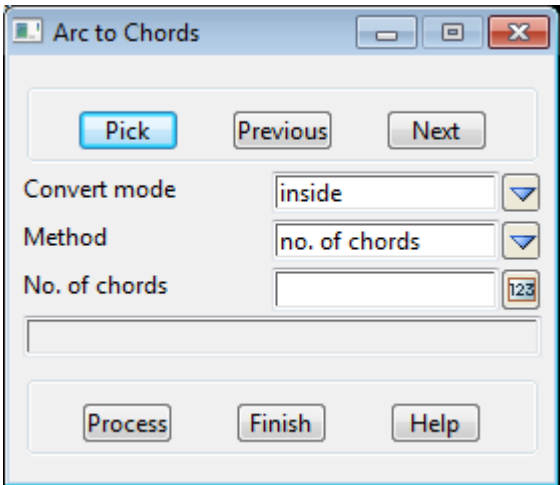 Arc to Chords
Pick Previous Next
Convert mode inside
Method no. of chords
No. of chords 123
Process Finish Help